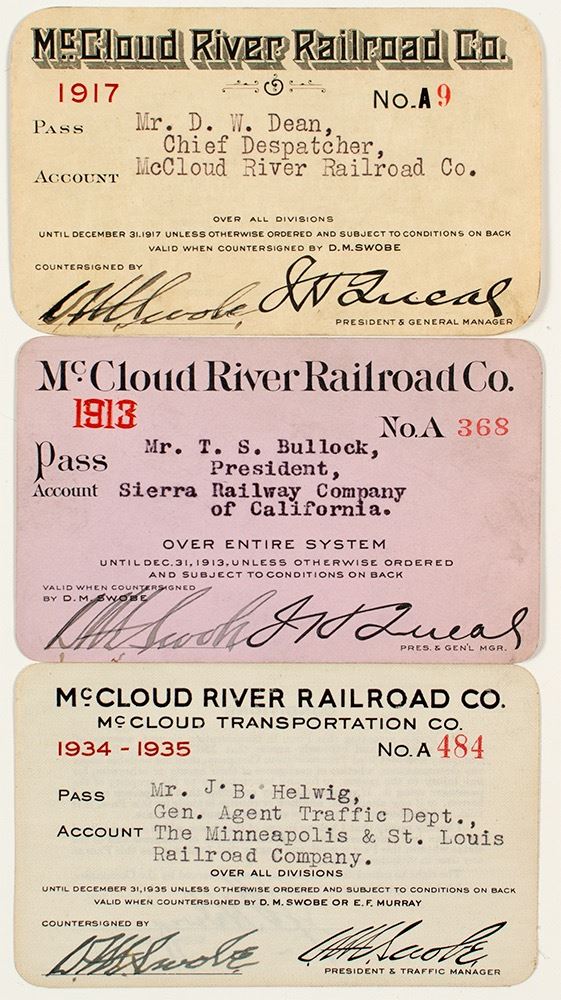 McCloud River Railroad Co.
1917 No. A 9
Pass Mr. D. W. Dean,
Chief Despatcher,
Account McCloud River Railroad Co.
OVER ALL DIVISIONS
UNTIL DECEMBER 31.1917 UNLESS OTHERWISE ORDERED AND SUBJECT TO CONDITIONS ON BACK
VALID WHEN COUNTERSIGNED BY D.M.SWOBE
COUNTERSIGNED BY
D.M. Swobe J.H. Queal
PRESIDENT & GENERAL MANAGER
McCloud River Railroad Co.
1913 No. A 368
Pass Mr. T. S. Bullock,
President,
Account Sierra Railway Company
of California.
OVER ENTIRE SYSTEM
UNTIL DEC. 31, 1913, UNLESS OTHERWISE ORDERED
AND SUBJECT TO CONDITIONS ON BACK
VALID WHEN COUNTERSIGNED
BY D.M. SWOBE
D.M. Swobe J.H. Queal
PRES. & GEN'L MGR.
McCLOUD RIVER RAILROAD CO.
McCLOUD TRANSPORTATION CO.
1934 - 1935 No. A 484
PASS Mr. J. B. Helwig,
Gen. Agent Traffic Dept.,
ACCOUNT The Minneapolis & St. Louis
Railroad Company.
OVER ALL DIVISIONS
UNTIL DECEMBER 31,1935 UNLESS OTHERWISE ORDERED AND SUBJECT TO CONDITIONS ON BACK
VALID WHEN COUNTERSIGNED BY D. M. SWOBE OR E. F. MURRAY
COUNTERSIGNED BY
D.M. Swobe D.M. Swobe
PRESIDENT & TRAFFIC MANAGER